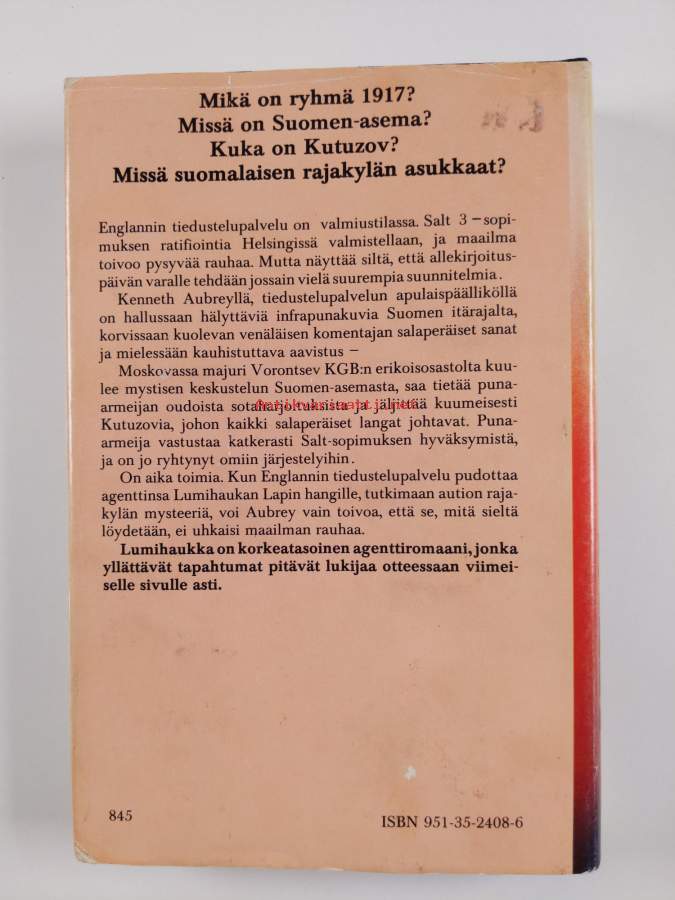 Mikä on ryhmä 1917?
Missä on Suomen-asema?
Kuka on Kutuzov?
Missä suomalaisen rajakylän asukkaat?
Englannin tiedustelupalvelu on valmiustilassa. Salt 3 –sopi-
muksen ratifiointia Helsingissä valmistellaan, ja maailma
toivoo pysyvää rauhaa. Mutta näyttää siltä, että allekirjoitus-
päivän varalle tehdään jossain vielä suurempia suunnitelmia.
Kenneth Aubreyllä, tiedustelupalvelun apulaispäälliköllä
on hallussaan hälyttäviä infrapunakuvia Suomen itärajalta,
korvissaan kuolevan venäläisen komentajan salaperäiset sanat
ja mielessään kauhistuttava aavistus –
Moskovassa majuri Vorontsev KGB:n erikoisosastolta kuu-
lee mystisen keskustelun Suomen-asemasta, saa tietää puna-
armeijan oudoista sotaharjoituksista ja jäljittää kuumeisesti
Antikvariaatti.net
Kutuzovia, johon kaikki salaperäiset langat johtavat. Puna-
armeija vastustaa katkerasti Salt-sopimuksen hyväksymistä,
ja on jo ryhtynyt omiin järjestelyihin.
On aika toimia. Kun Englannin tiedustelupalvelu pudottaa
agenttinsa Lumihaukan Lapin hangille, tutkimaan aution raja-
kylän mysteeriä, voi Aubrey vain toivoa, että se, mitä sieltä
löydetään, ei uhkaisi maailman rauhaa.
Lumihaukka on korkeatasoinen agenttiromaani, jonka
yllättävät tapahtumat pitävät lukijaa otteessaan viimei-
selle sivulle asti.
845
ISBN 951-35-2408-6